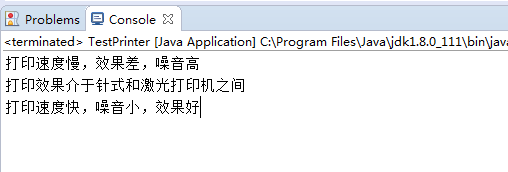 Problems Console
<terminated> TestPrinter [Java Application] C:\Program Files\Java\jdk1.8.0_111\bin\java
打印速度慢，效果差，噪音高
打印效果介于针式和激光打印机之间
打印速度快，噪音小，效果好